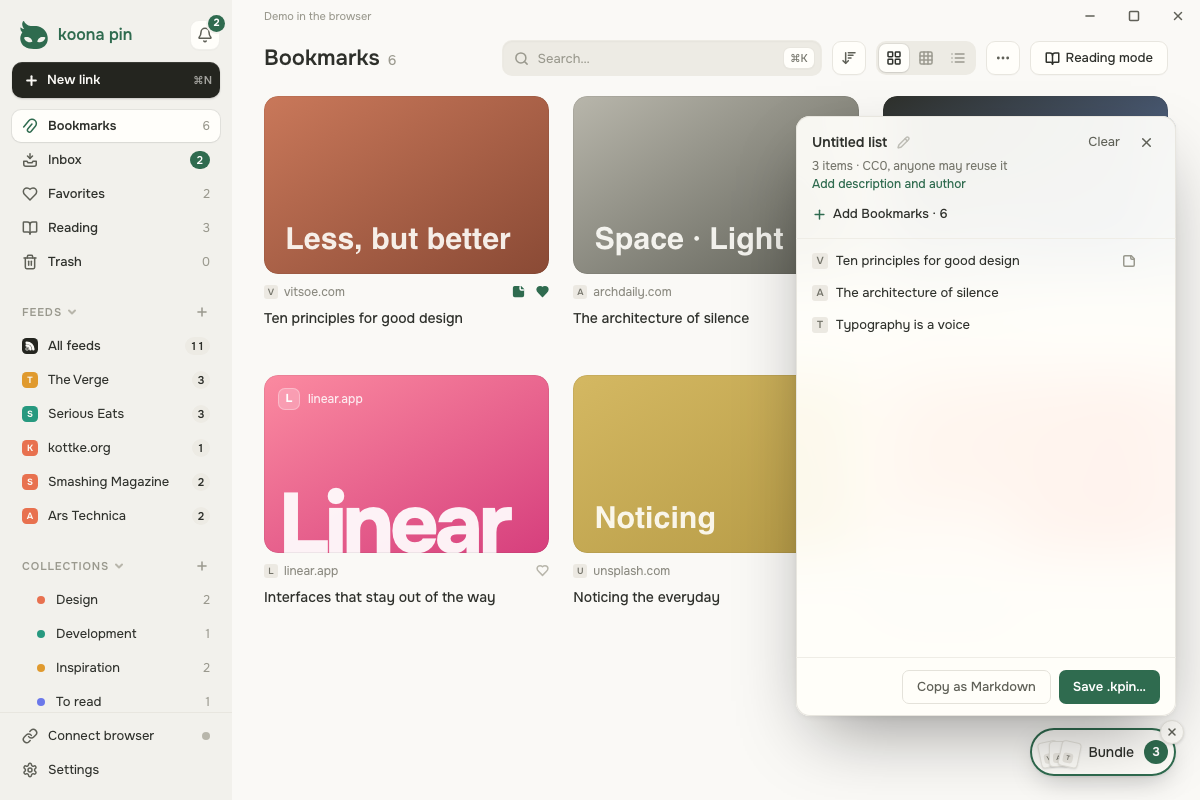 koona pin
2
New link
⌘N
Bookmarks 6
Inbox 2
Favorites 2
Reading 3
Trash 0
FEEDS
All feeds 11
T The Verge 3
S Serious Eats 3
K kottke.org 1
S Smashing Magazine 2
A Ars Technica 2
COLLECTIONS
Design 2
Development 1
Inspiration 2
To read 1
Connect browser
Settings
Demo in the browser
Bookmarks 6
Search...
⌘K
Reading mode
Less, but better
V vitsoe.com
Ten principles for good design
Space · Light
A archdaily.com
The architecture of silence
L linear.app
Linear
L linear.app
Interfaces that stay out of the way
Noticing
U unsplash.com
Noticing the everyday
Untitled list
Clear
3 items · CC0, anyone may reuse it
Add description and author
Add Bookmarks · 6
V Ten principles for good design
A The architecture of silence
T Typography is a voice
Copy as Markdown
Save .kpin...
Bundle 3